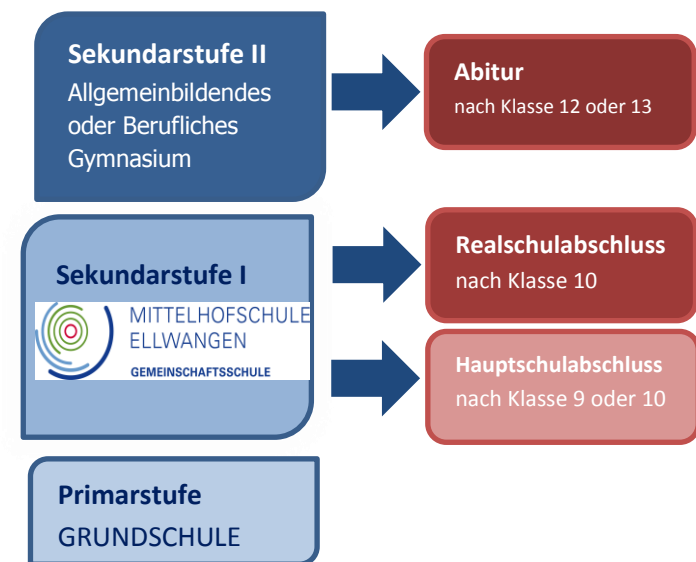 Sekundarstufe II
Allgemeinbildendes
oder Berufliches
Gymnasium
Abitur
nach Klasse 12 oder 13
Sekundarstufe I
MITTELHOFSCHULE
ELLWANGEN
GEMEINSCHAFTSSCHULE
Realschulabschluss
nach Klasse 10
Hauptschulabschluss
nach Klasse 9 oder 10
Primarstufe
GRUNDSCHULE